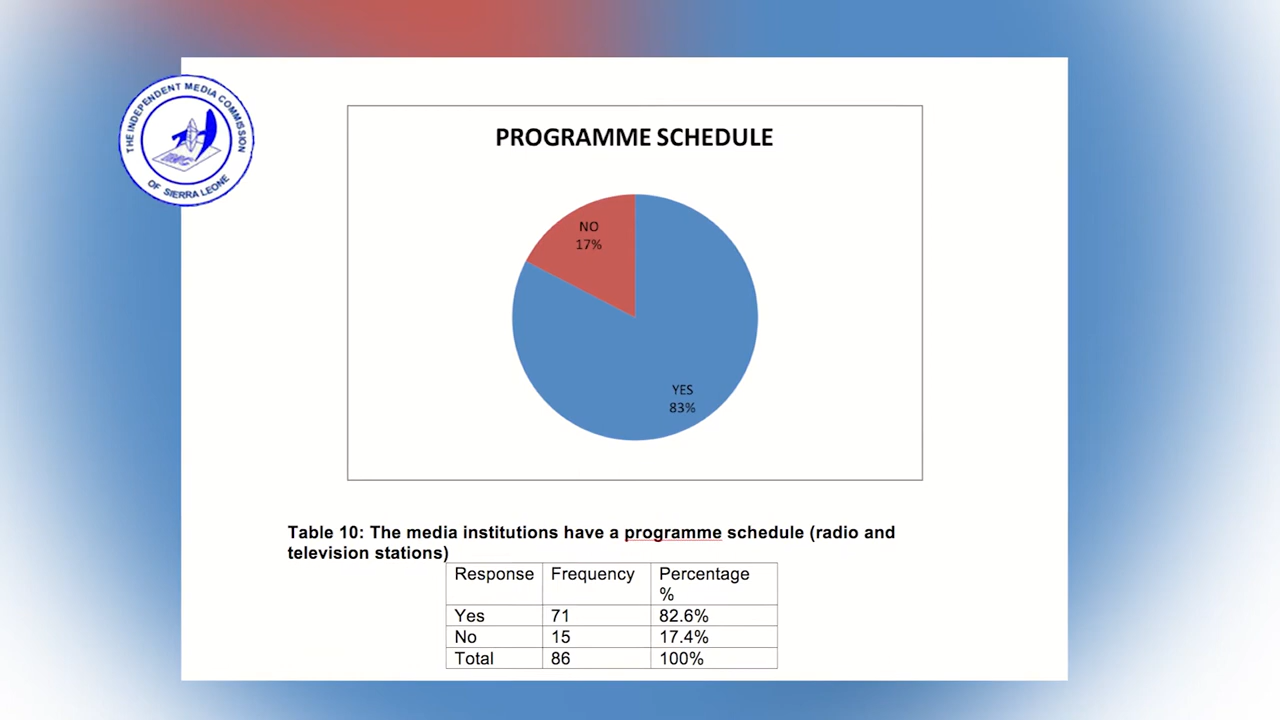 THE INDEPENDENT MEDIA COMMISSION
OF SIERRA LEONE
PROGRAMME SCHEDULE
NO
17%
YES
83%
Table 10: The media institutions have a programme schedule (radio and
television stations)
Response Frequency Percentage
%
Yes 71 82.6%
No 15 17.4%
Total 86 100%